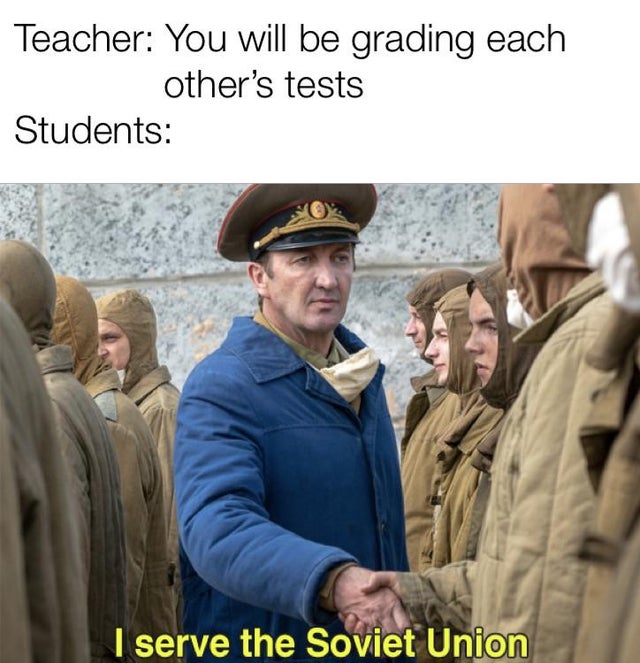 Teacher: You will be grading each
other's tests
Students:
I serve the Soviet Union